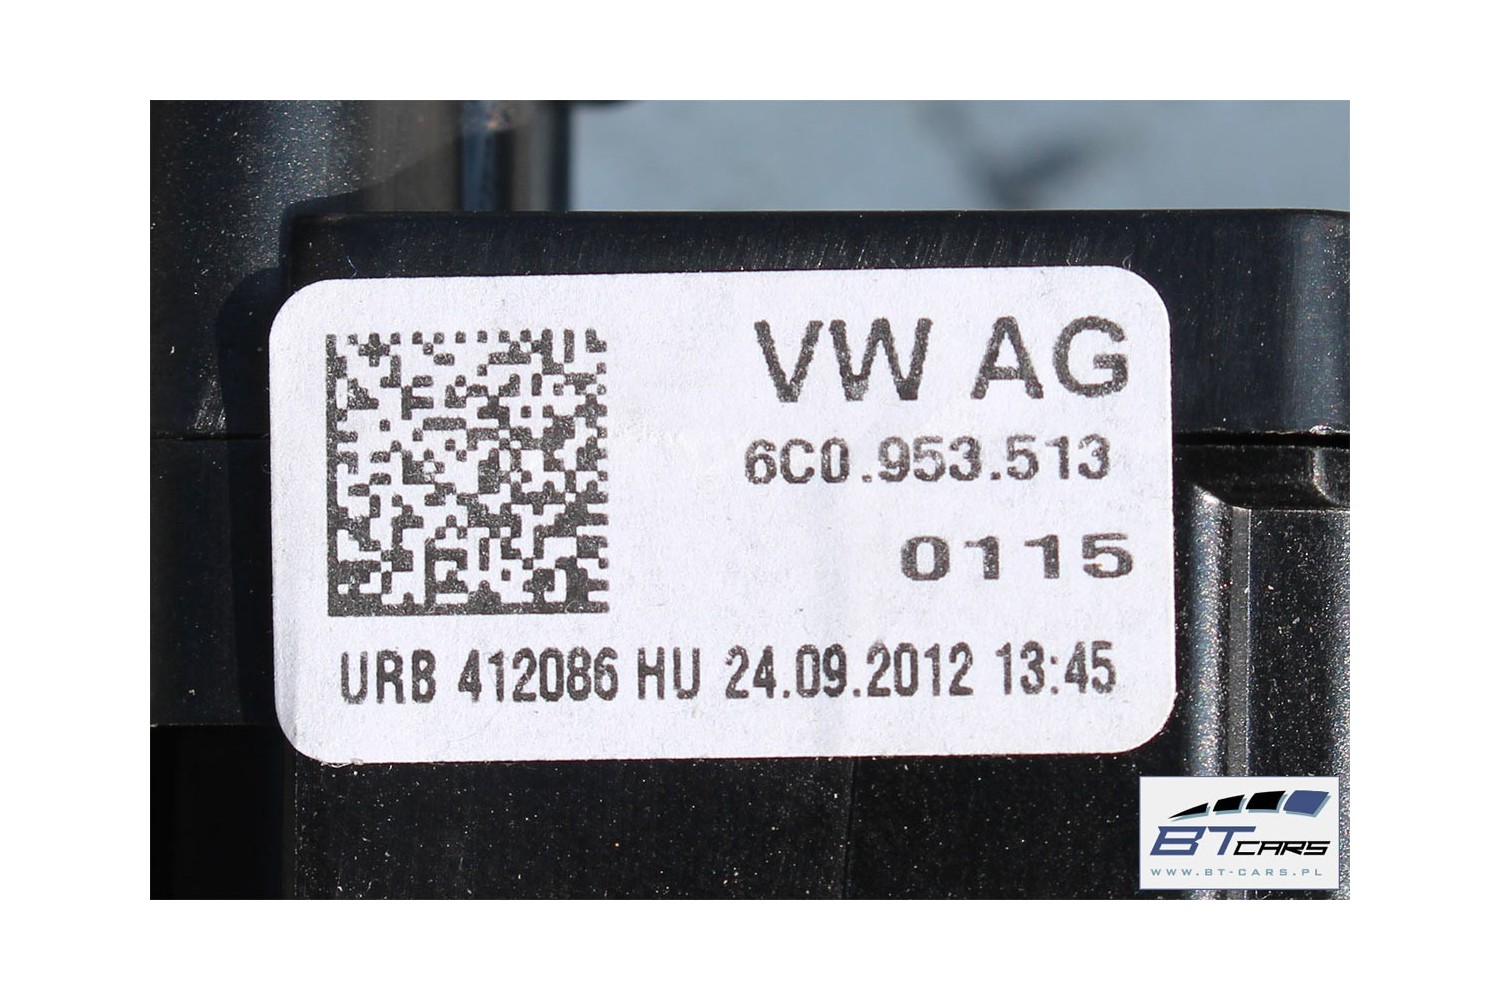 VW AG
6C0.953.513
0115
URB 412086 HU 24.09.2012 13:45
BT CARS
WWW.BT-CARS.PL